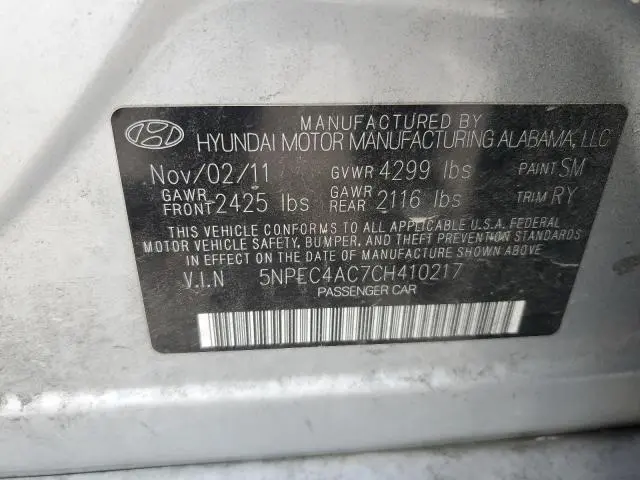 MANUFACTURED BY
HYUNDAI MOTOR MANUFACTURING ALABAMA, LLC
Nov/02/11 GVWR 4299 lbs PAINT SM
GAWR FRONT 2425 lbs GAWR REAR 2116 lbs TRIM RY
THIS VEHICLE CONFORMS TO ALL APPLICABLE U.S.A. FEDERAL
MOTOR VEHICLE SAFETY, BUMPER, AND THEFT PREVENTION STANDARDS
IN EFFECT ON THE DATE OF MANUFACTURE SHOWN ABOVE.
V.I.N 5NPEC4AC7CH410217
PASSENGER CAR